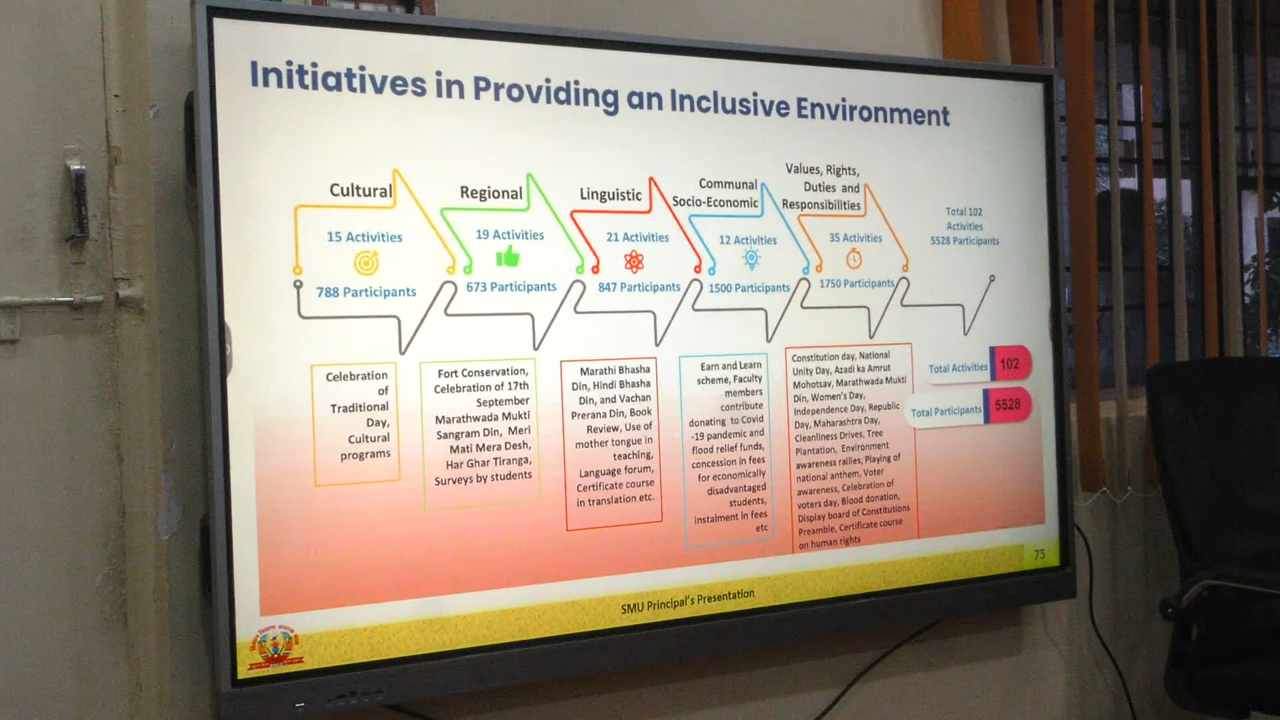 Initiatives in Providing an Inclusive Environment
Cultural
15 Activities
788 Participants
Regional
19 Activities
673 Participants
Linguistic
21 Activities
847 Participants
Communal
Socio-Economic
12 Activities
1500 Participants
Values, Rights,
Duties and
Responsibilities
35 Activities
1750 Participants
Total 102
Activities
5528 Participants
Celebration
of
Traditional
Day,
Cultural
programs
Fort Conservation,
Celebration of 17th
September
Marathwada Mukti
Sangram Din, Meri
Mati Mera Desh,
Har Ghar Tiranga,
Surveys by students
Marathi Bhasha
Din, Hindi Bhasha
Din, and Vachan
Prerana Din, Book
Review, Use of
mother tongue in
teaching,
Language forum,
Certificate course
in translation etc.
Earn and Learn
scheme, Faculty
members
contribute
donating to Covid
-19 pandemic and
flood relief funds,
concession in fees
for economically
disadvantaged
students,
instalment in fees
etc
Constitution day, National
Unity Day, Azadi ka Amrut
Mohotsav, Marathwada Mukti
Din, Women's Day,
Independence Day, Republic
Day, Maharashtra Day,
Cleanliness Drives, Tree
Plantation, Environment
awareness railies, Playing of
national anthem, Voter
awareness, Celebration of
voters day, Blood donation,
Display board of Constitutions
Preamble, Certificate course
on human rights
Total Activities 102
Total Participants 5528
75
SMU Principal's Presentation